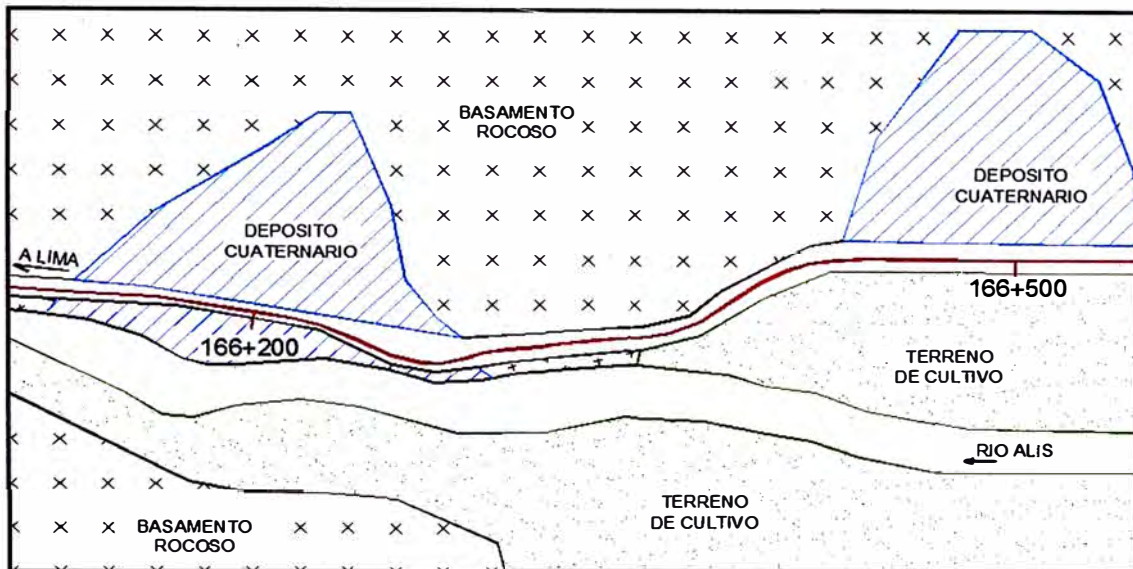 BASAMENTO
ROCOSO
DEPOSITO
CUATERNARIO
DEPOSITO
CUATERNARIO
A LIMA
166+500
166+200
TERRENO
DE CULTIVO
RIO ALIS
TERRENO
DE CULTIVO
BASAMENTO
ROCOSO